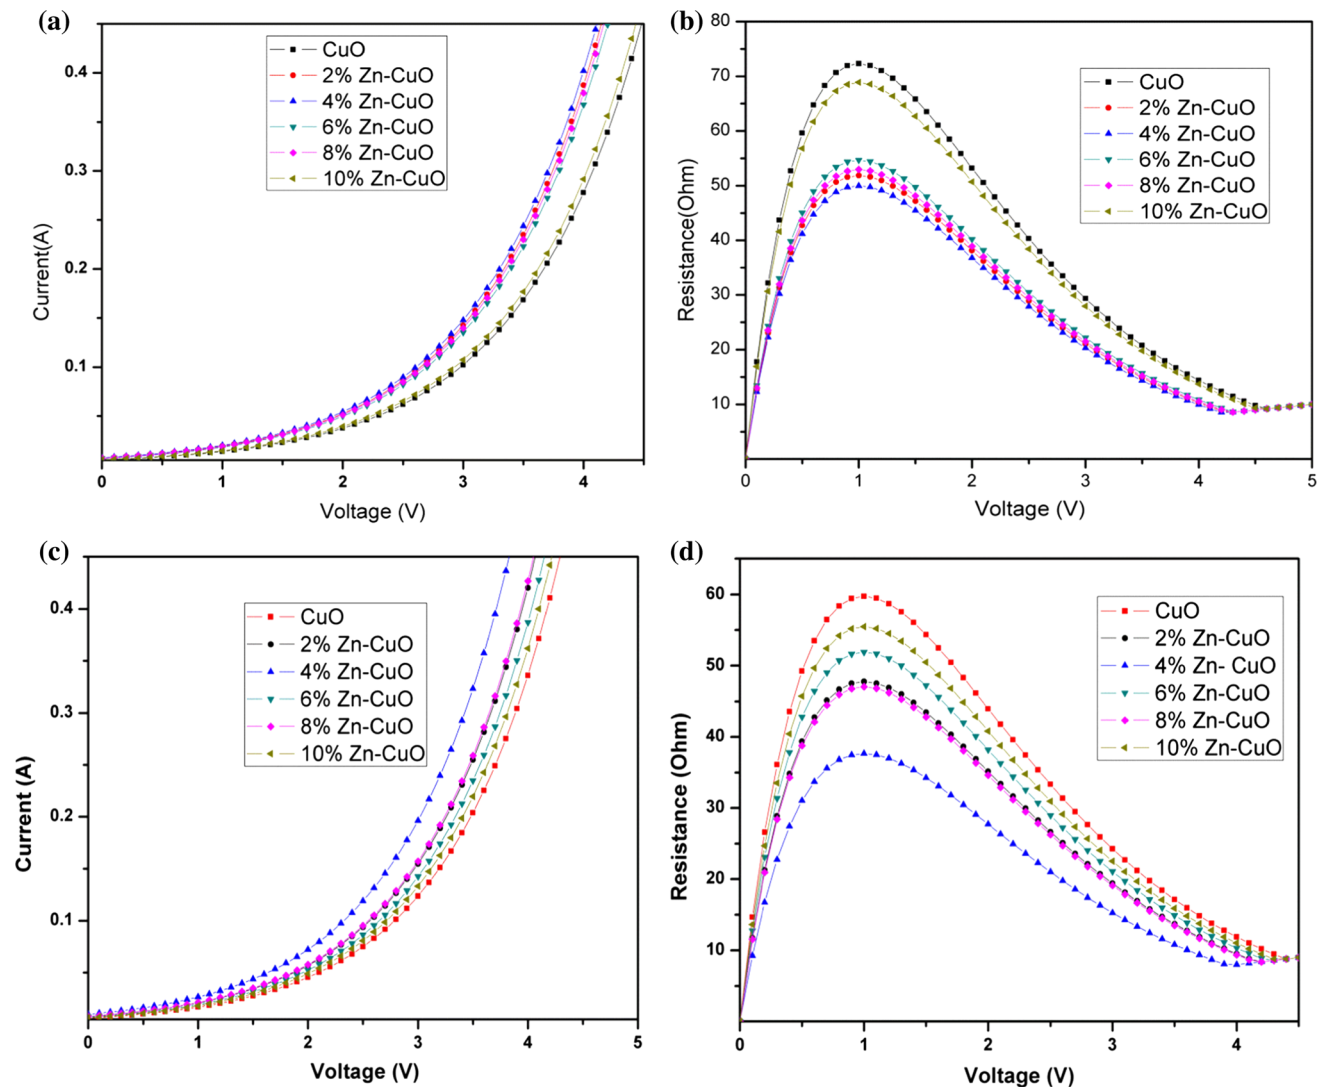 (a)
CuO
2% Zn-CuO
4% Zn-CuO
6% Zn-CuO
8% Zn-CuO
10% Zn-CuO
0.4
0.3
0.2
0.1
Current(A)
0 1 2 3 4
Voltage (V)
(b)
CuO
2% Zn-CuO
4% Zn-CuO
6% Zn-CuO
8% Zn-CuO
10% Zn-CuO
80
70
60
50
40
30
20
10
Resistance(Ohm)
0 1 2 3 4 5
Voltage (V)
(c)
CuO
2% Zn-CuO
4% Zn-CuO
6% Zn-CuO
8% Zn-CuO
10% Zn-CuO
0.4
0.3
0.2
0.1
Current (A)
0 1 2 3 4 5
Voltage (V)
(d)
CuO
2% Zn-CuO
4% Zn- CuO
6% Zn-CuO
8% Zn-CuO
10% Zn-CuO
60
50
40
30
20
10
Resistance (Ohm)
0 1 2 3 4
Voltage (V)